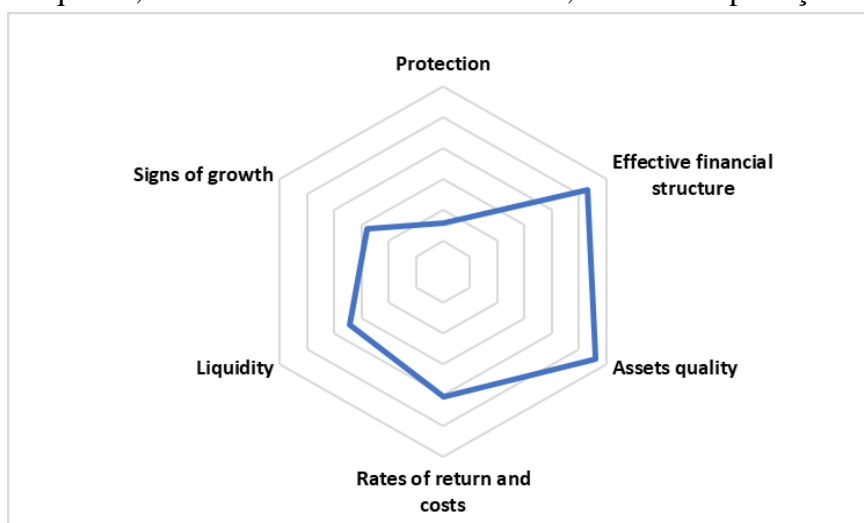 Protection
Effective financial
structure
Signs of growth
Liquidity
Assets quality
Rates of return and
costs